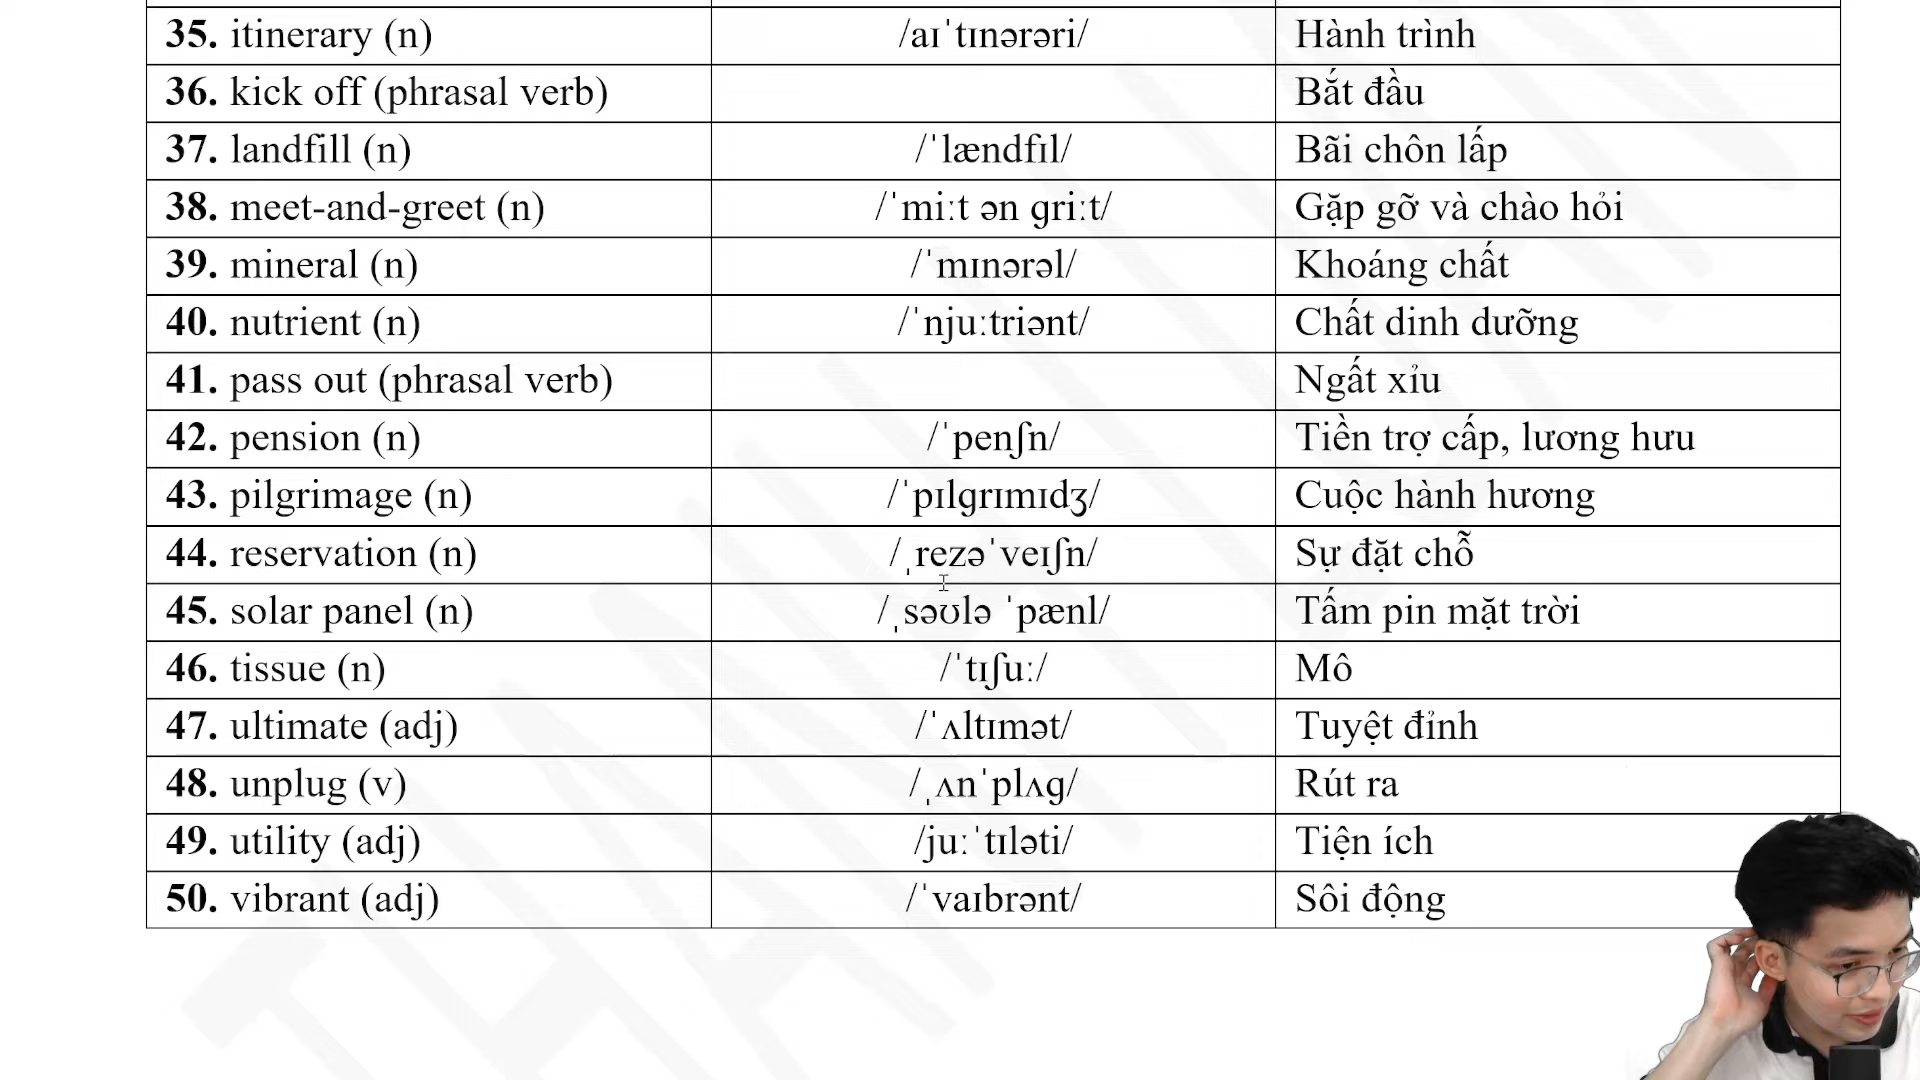 35. itinerary (n) /aɪˈtɪnərəri/ Hành trình
36. kick off (phrasal verb) Bắt đầu
37. landfill (n) /ˈlændfɪl/ Bãi chôn lấp
38. meet-and-greet (n) /ˈmiːt ən ɡriːt/ Gặp gỡ và chào hỏi
39. mineral (n) /ˈmɪnərəl/ Khoáng chất
40. nutrient (n) /ˈnjuːtriənt/ Chất dinh dưỡng
41. pass out (phrasal verb) Ngất xỉu
42. pension (n) /ˈpenʃn/ Tiền trợ cấp, lương hưu
43. pilgrimage (n) /ˈpɪlɡrɪmɪdʒ/ Cuộc hành hương
44. reservation (n) /ˌrezəˈveɪʃn/ Sự đặt chỗ
45. solar panel (n) /ˌsəʊlə ˈpænl/ Tấm pin mặt trời
46. tissue (n) /ˈtɪʃuː/ Mô
47. ultimate (adj) /ˈʌltɪmət/ Tuyệt đỉnh
48. unplug (v) /ˌʌnˈplʌɡ/ Rút ra
49. utility (adj) /juːˈtɪləti/ Tiện ích
50. vibrant (adj) /ˈvaɪbrənt/ Sôi động